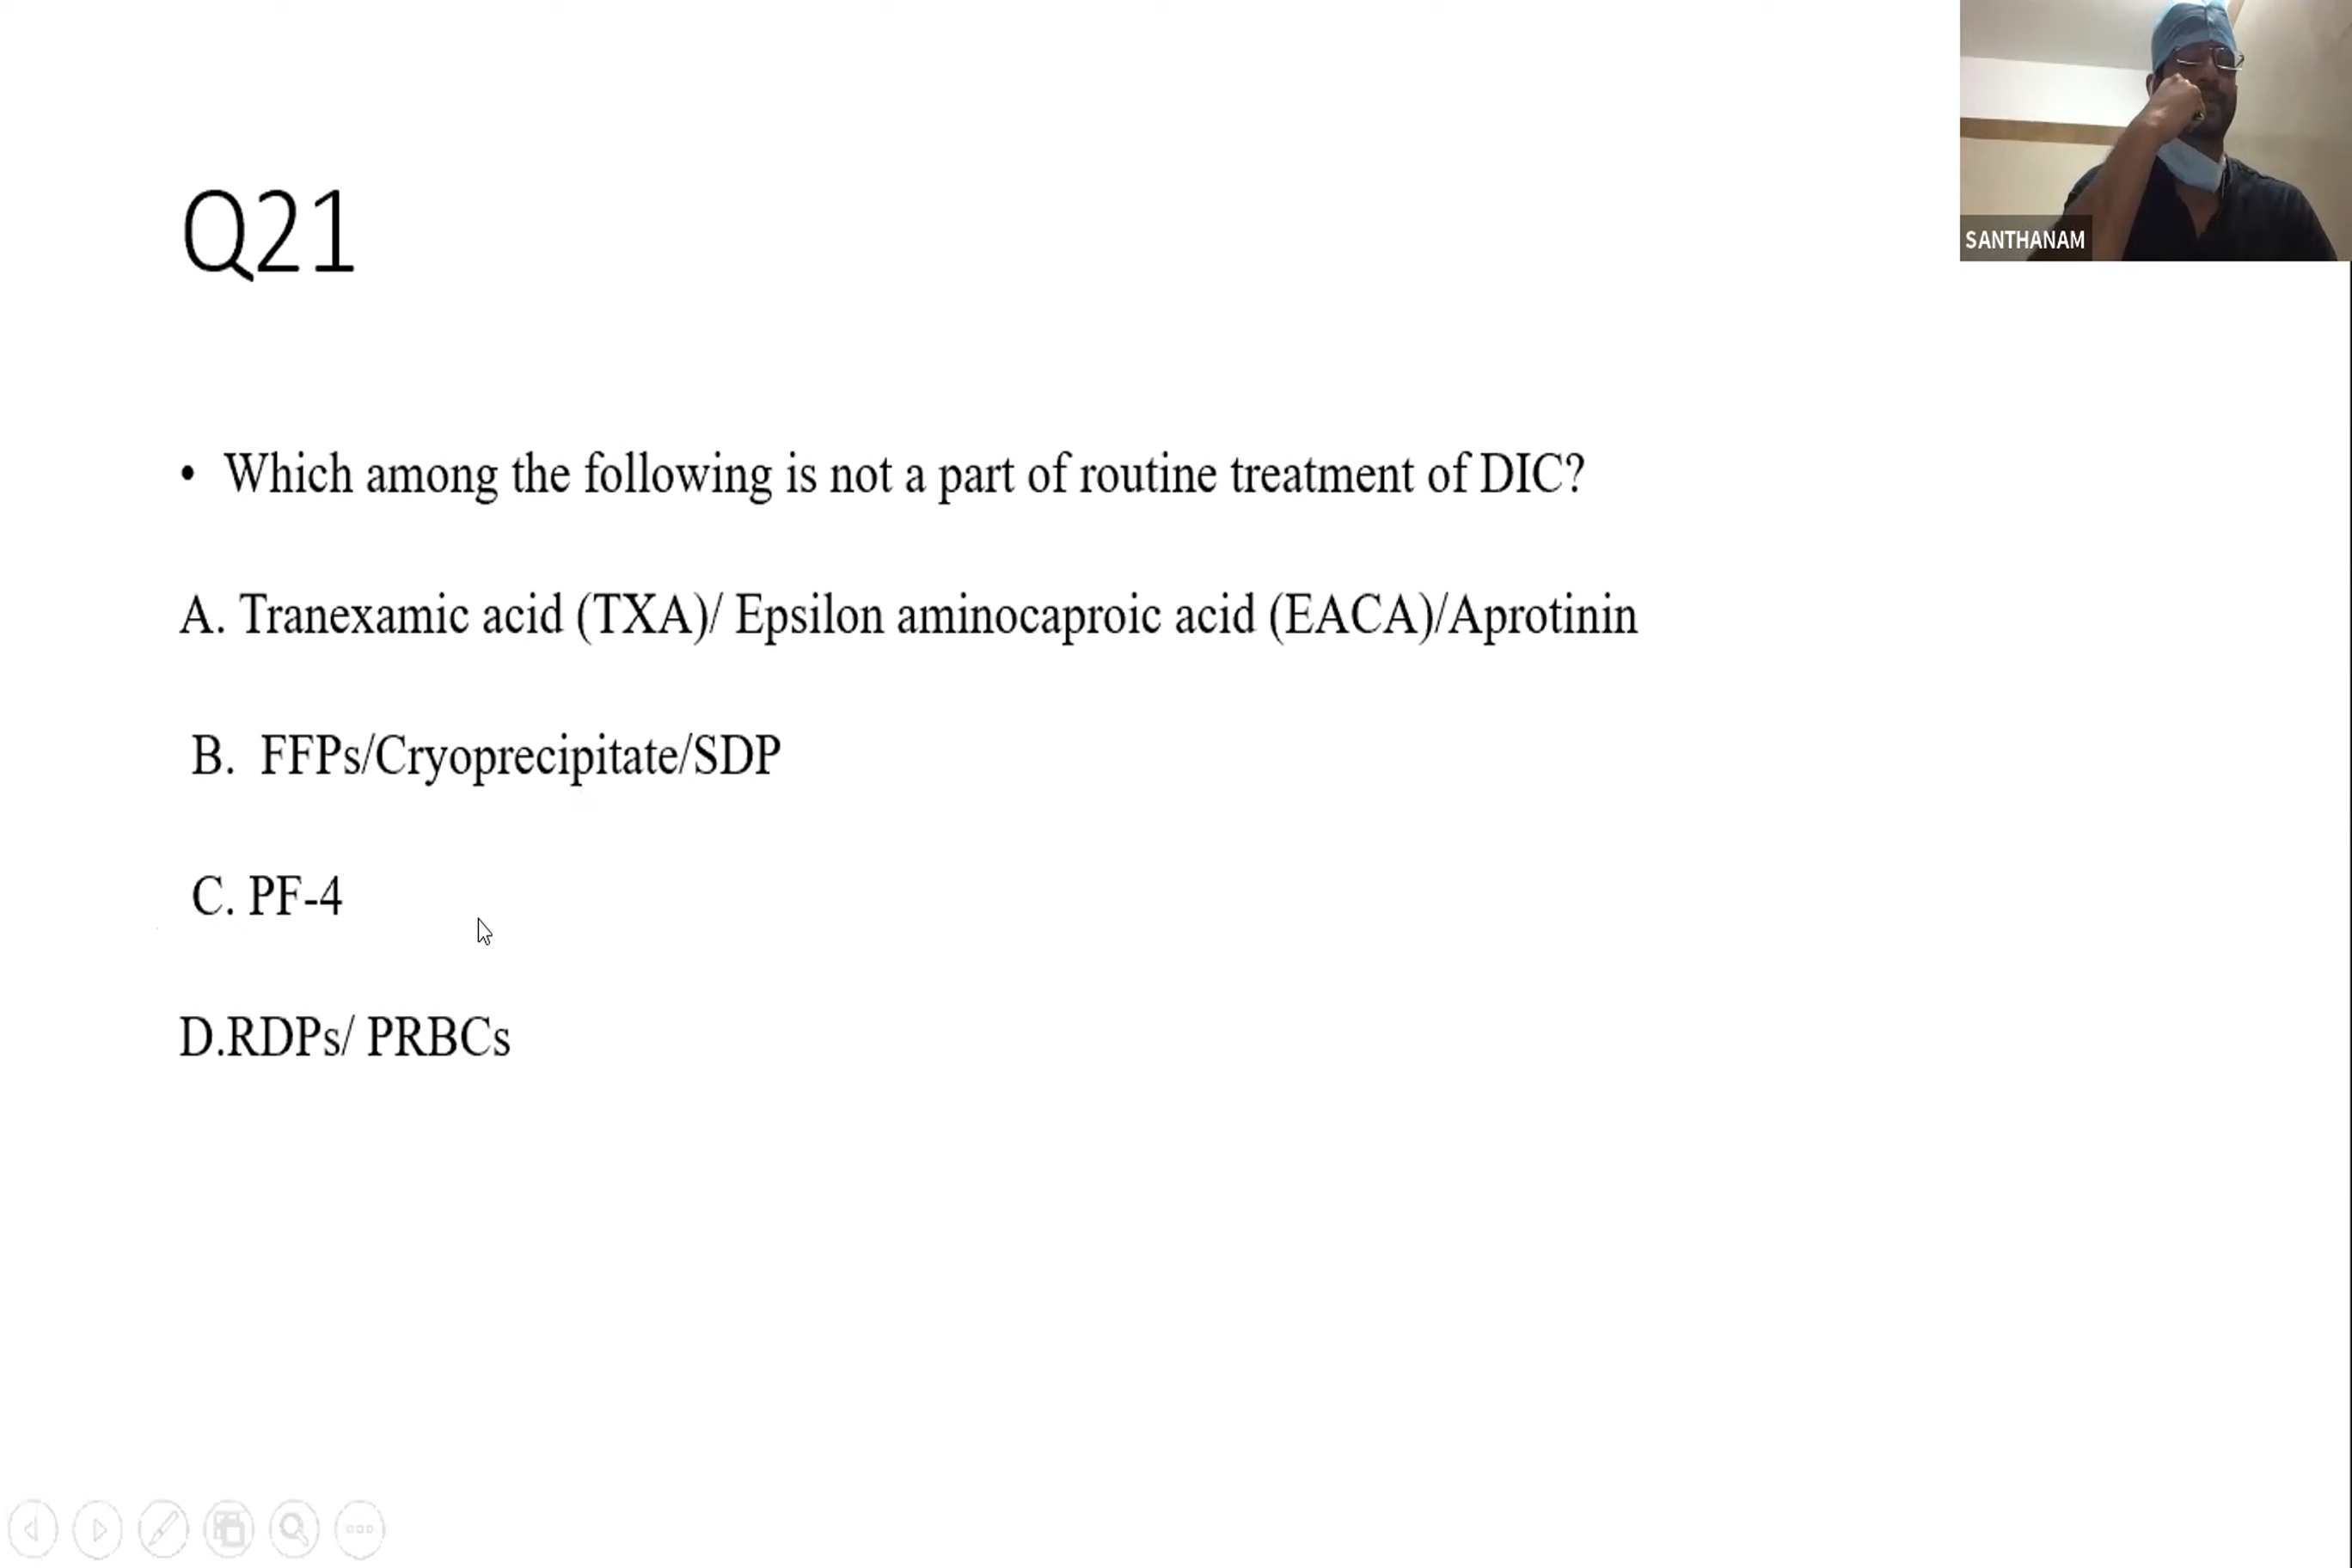 SANTHANAM
Q21
• Which among the following is not a part of routine treatment of DIC?
A. Tranexamic acid (TXA)/ Epsilon aminocaproic acid (EACA)/Aprotinin
B. FFPs/Cryoprecipitate/SDP
C. PF-4
D.RDPs/ PRBCs